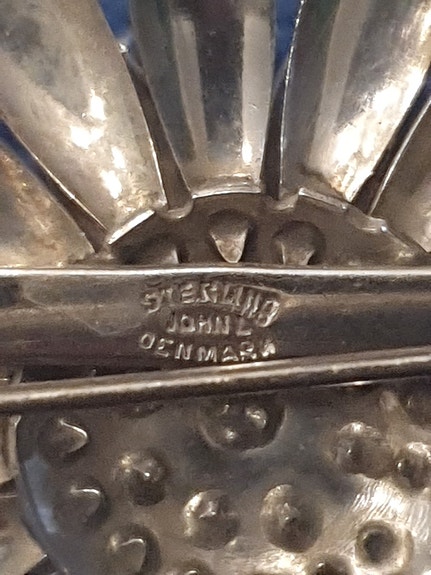 STERLING
JOHN L
DENMARK